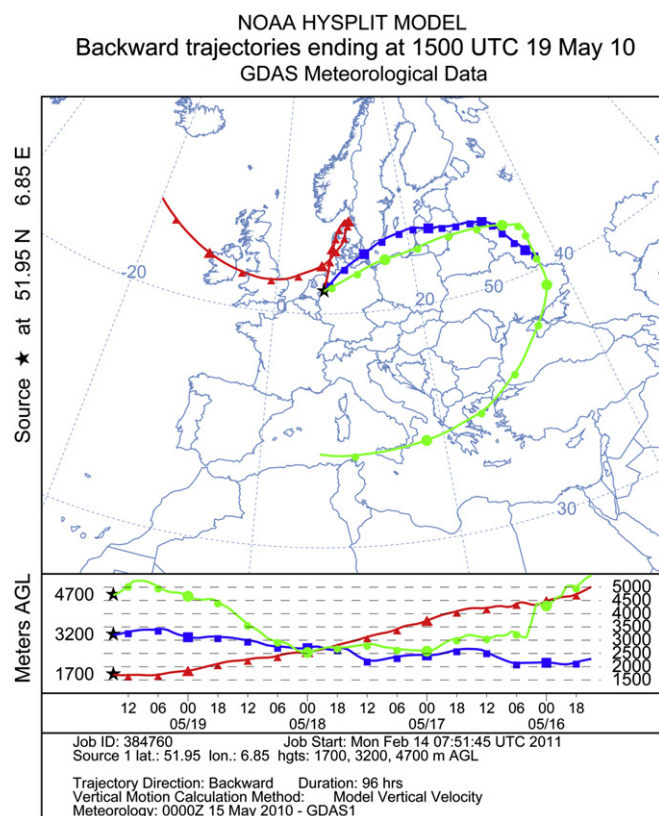 NOAA HYSPLIT MODEL
Backward trajectories ending at 1500 UTC 19 May 10
GDAS Meteorological Data
Source ★ at 51.95 N 6.85 E
-20
0
20
50
40
30
Meters AGL
4700
3200
1700
5000
4500
4000
3500
3000
2500
2000
1500
12 06 00 18 12 06 00 18 12 06 00 18 12 06 00 18
05/19 05/18 05/17 05/16
Job ID: 384760 Job Start: Mon Feb 14 07:51:45 UTC 2011
Source 1 lat.: 51.95 lon.: 6.85 hgts: 1700, 3200, 4700 m AGL
Trajectory Direction: Backward Duration: 96 hrs
Vertical Motion Calculation Method: Model Vertical Velocity
Meteorology: 0000Z 15 May 2010 - GDAS1